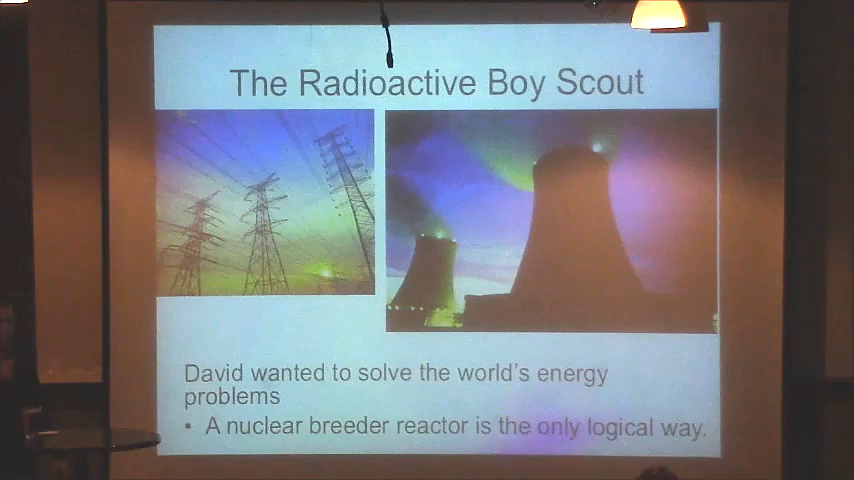 The Radioactive Boy Scout
David wanted to solve the world's energy
problems
• A nuclear breeder reactor is the only logical way.